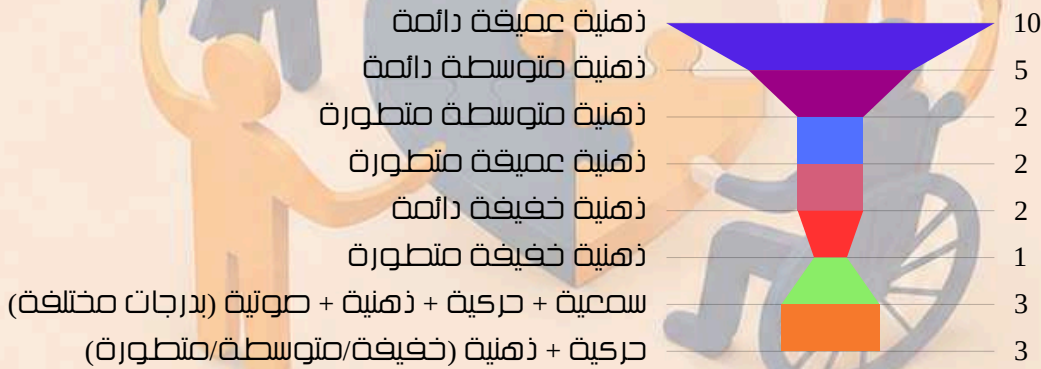 ذهنية عميقة دائمة 10
ذهنية متوسطة دائمة 5
ذهنية متوسطة متطورة 2
ذهنية عميقة متطورة 2
ذهنية خفيفة دائمة 2
ذهنية خفيفة متطورة 1
سمعية + حركية + ذهنية + صوتية (بدرجات مختلفة) 3
حركية + ذهنية (خفيفة/متوسطة/متطورة) 3